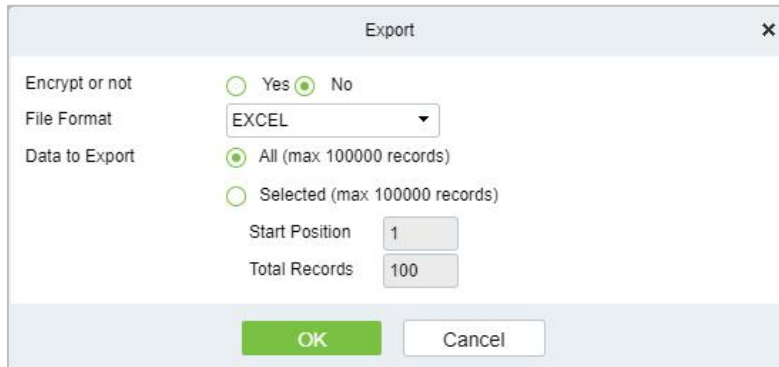 Export
Encrypt or not Yes No
File Format EXCEL
Data to Export All (max 100000 records)
Selected (max 100000 records)
Start Position 1
Total Records 100
OK Cancel